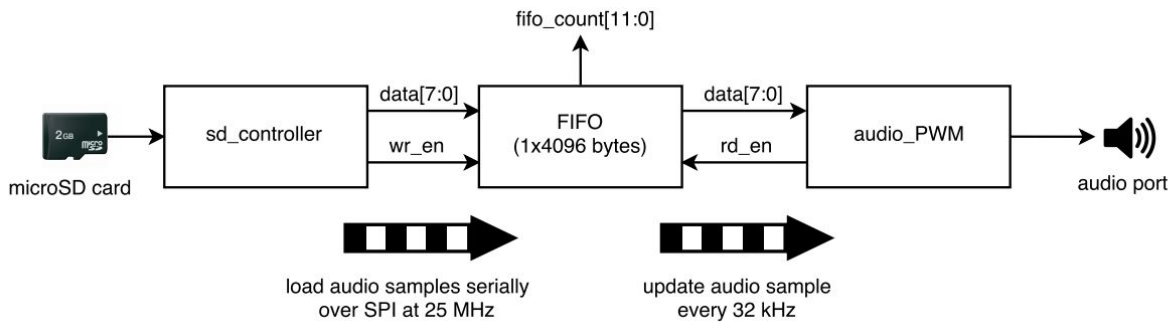 fifo_count[11:0]
data[7:0]
data[7:0]
2GB
micro
SD
sd_controller
FIFO
(1x4096 bytes)
audio_PWM
wr_en
rd_en
microSD card
audio port
load audio samples serially
over SPI at 25 MHz
update audio sample
every 32 kHz